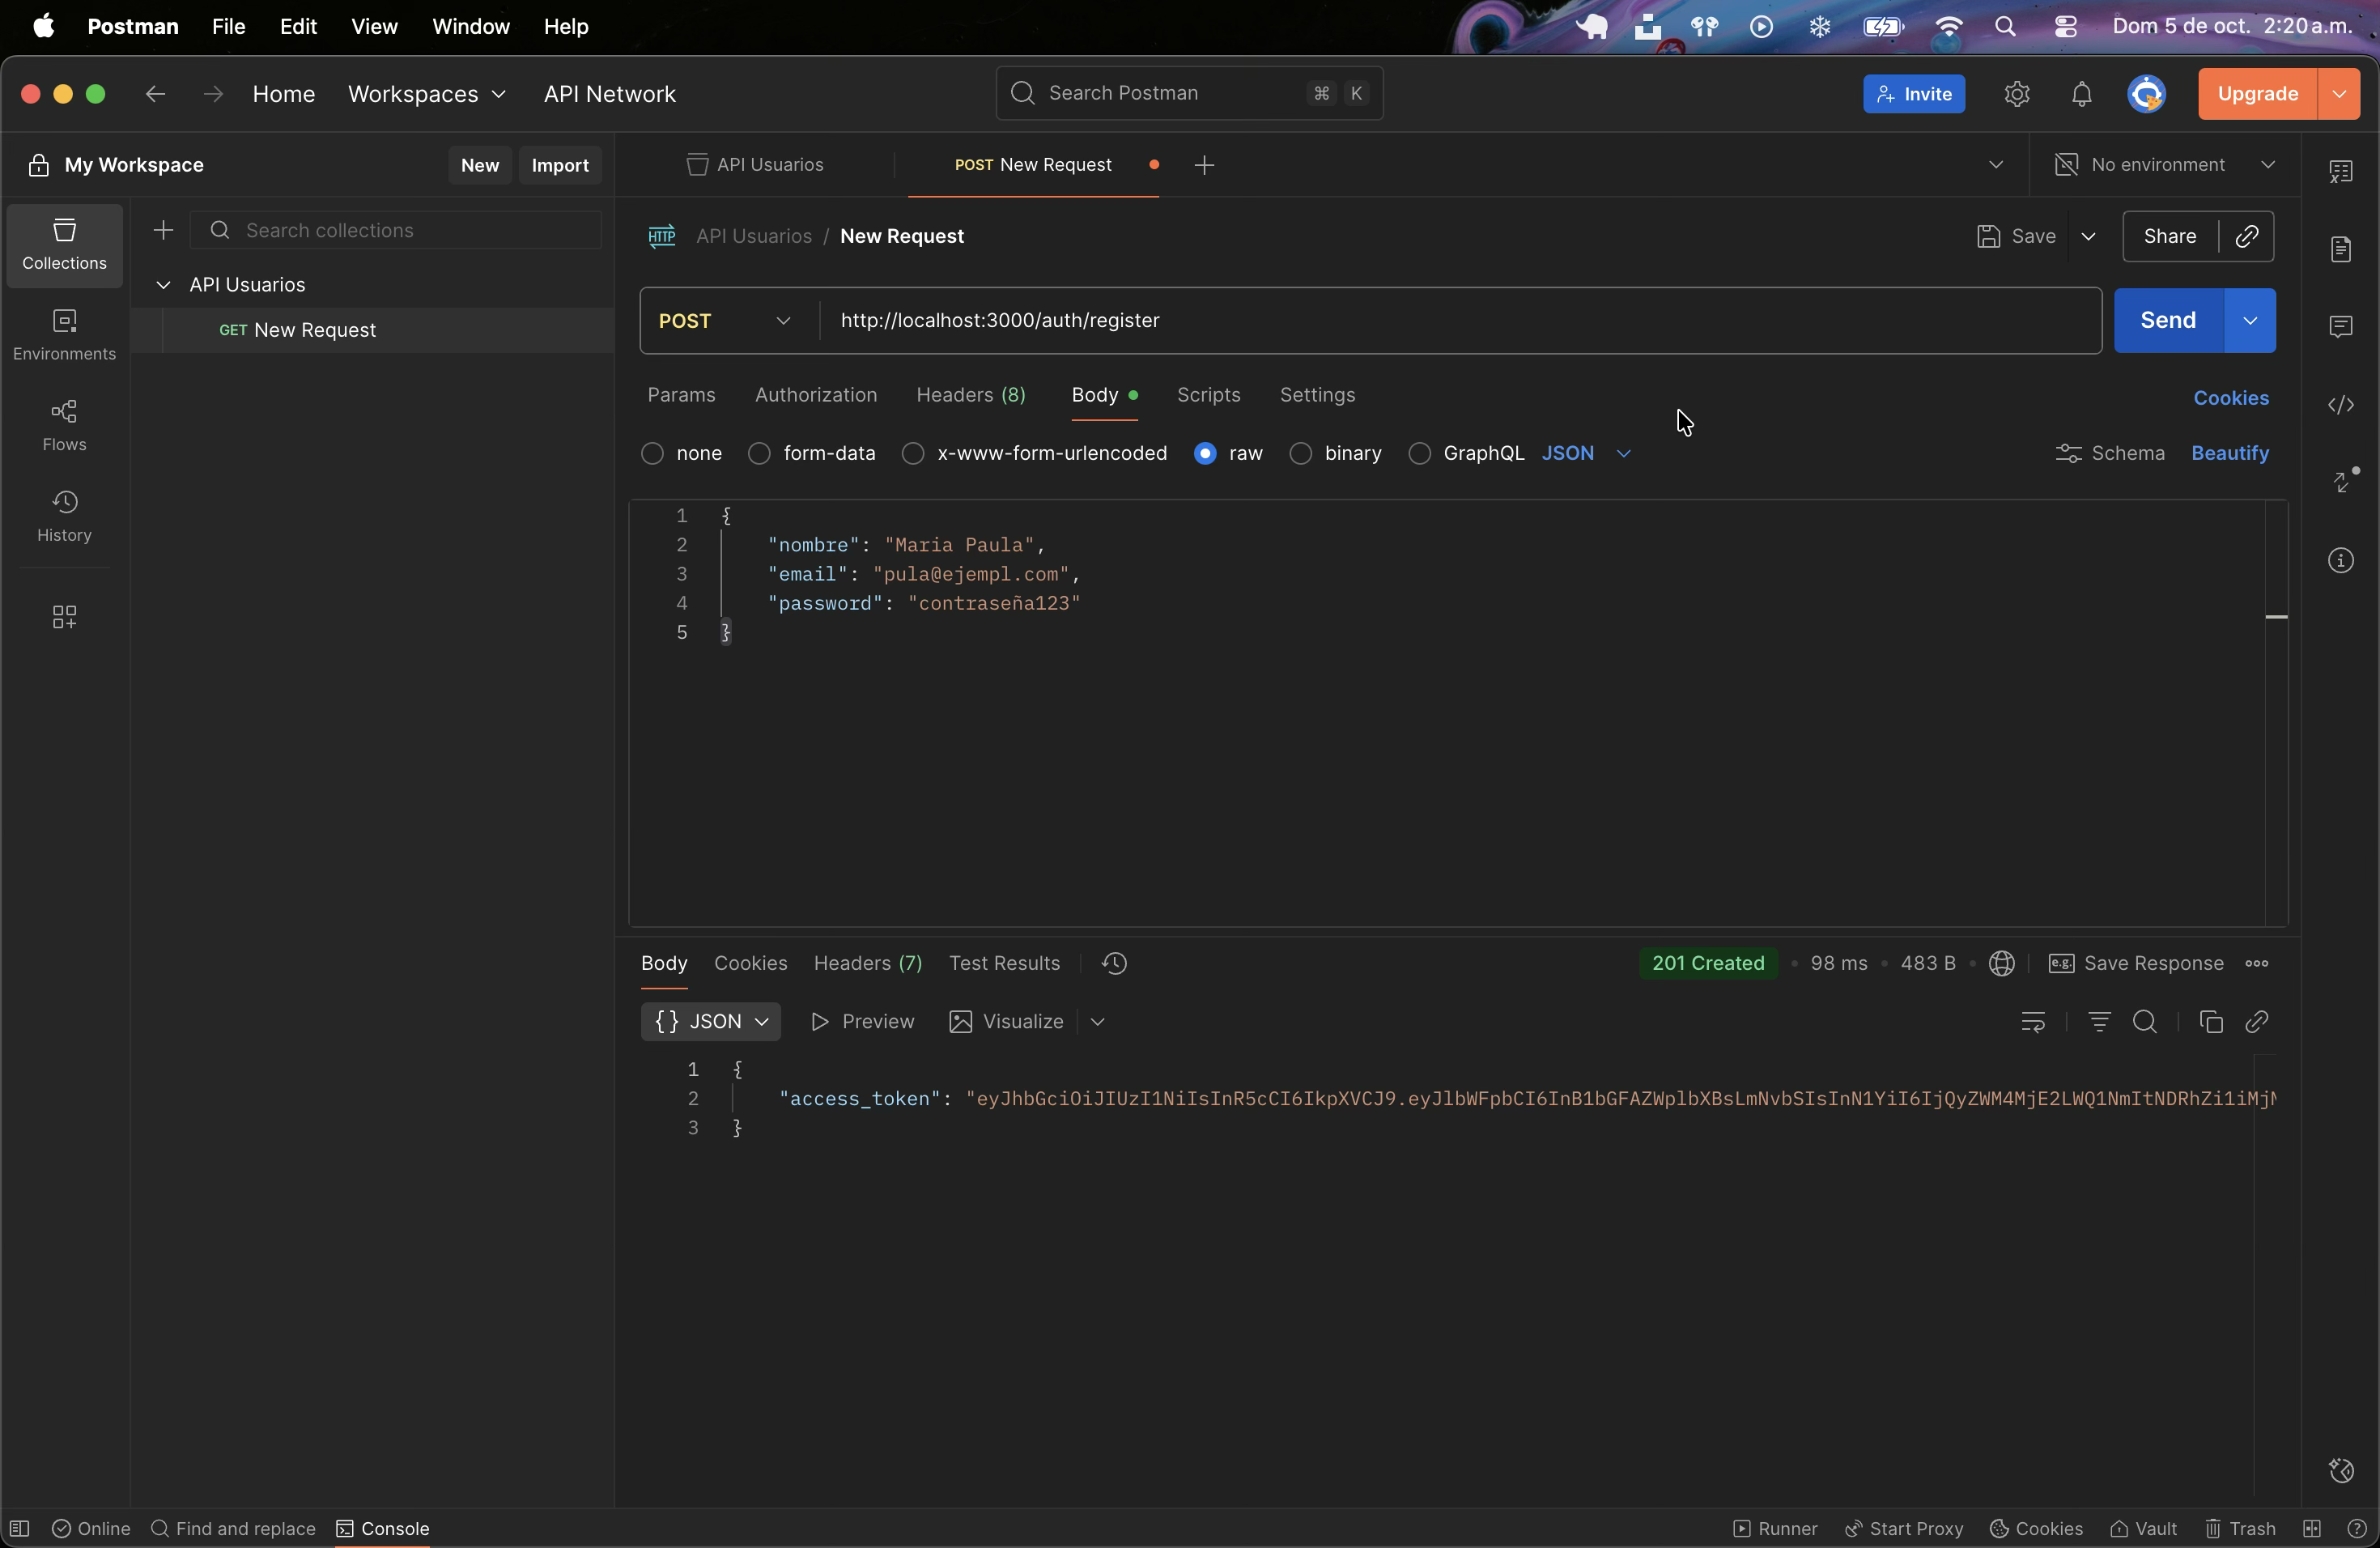 Postman File Edit View Window Help Dom 5 de oct. 2:20 a.m.
Home Workspaces API Network Search Postman ⌘ K Invite Upgrade
My Workspace New Import API Usuarios POST New Request No environment
Collections
Search collections
HTTP API Usuarios / New Request Save Share
API Usuarios
GET New Request
Environments
Flows
History
POST http://localhost:3000/auth/register Send
Params Authorization Headers (8) Body Scripts Settings Cookies
none form-data x-www-form-urlencoded raw binary GraphQL JSON Schema Beautify
1 {
2 "nombre": "Maria Paula",
3 "email": "pula@ejempl.com",
4 "password": "contraseña123"
5 }
Body Cookies Headers (7) Test Results 201 Created • 98 ms • 483 B • e.g. Save Response
{} JSON Preview Visualize
1 {
2 "access_token": "eyJhbGciOiJIUzI1NiIsInR5cCI6IkpXVCJ9.eyJlbWFpbCI6InB1bGFAZWplbXBsLmNvbSIsInN1YiI6IjQyZWM4MjE2LWQ1NmItNDRhZi1iMjM
3 }
Online Find and replace Console Runner Start Proxy Cookies Vault Trash